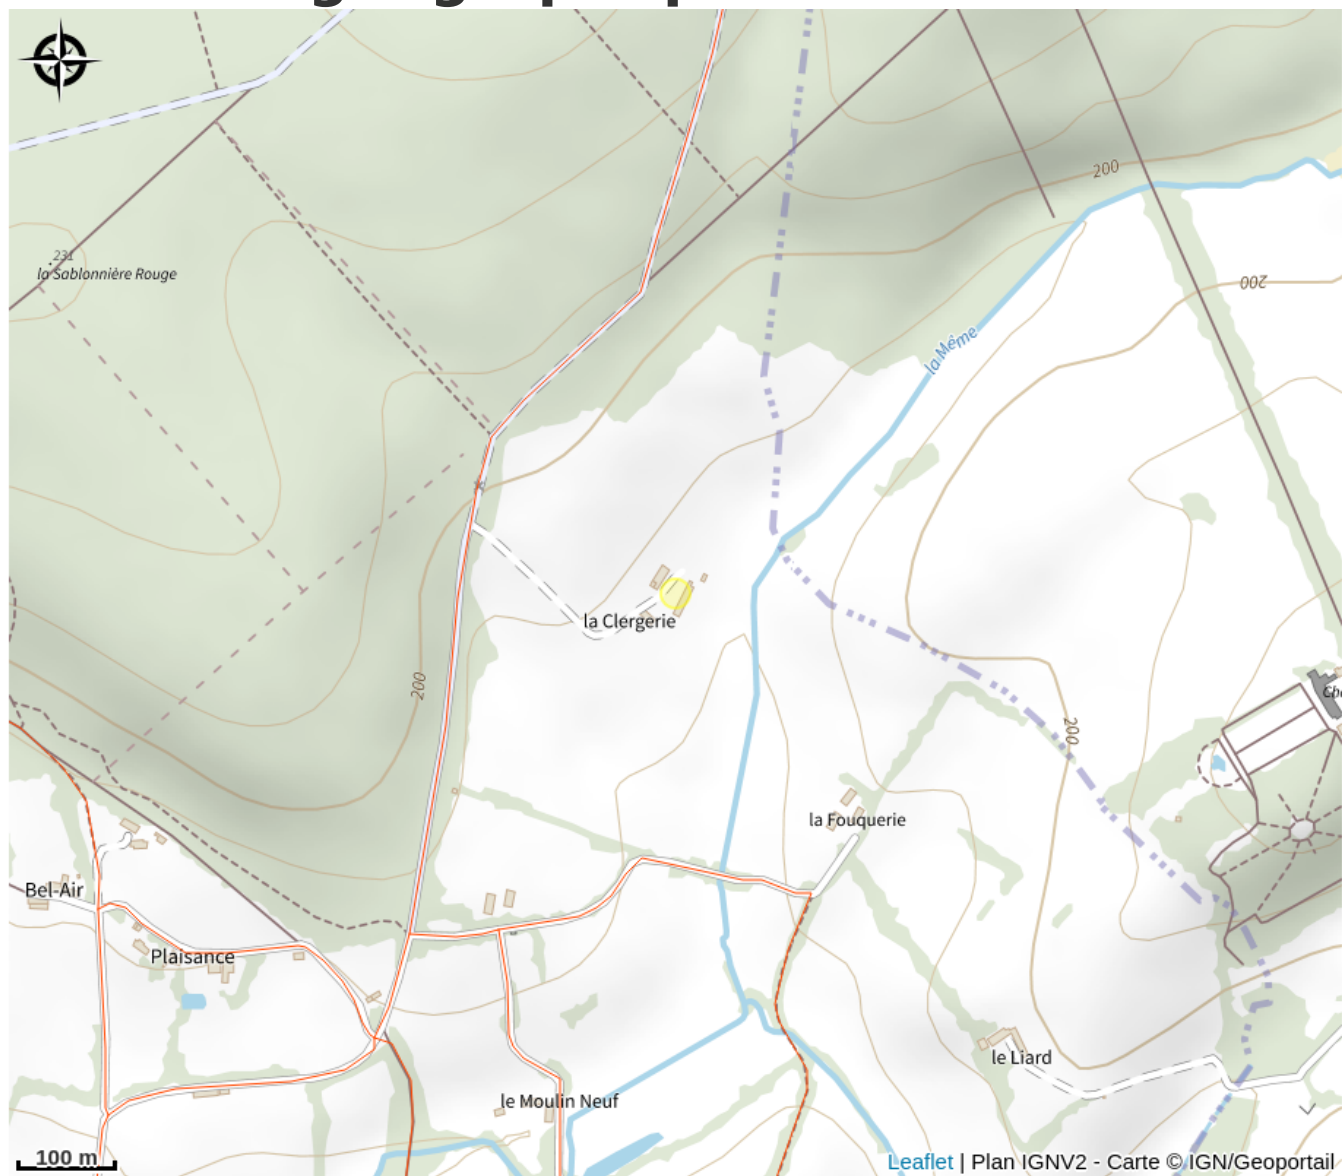 200
231
la Sablonnière Rouge
200
la Même
la Clergerie
200
200
la Fouquerie
Bel-Air
Plaisance
le Liard
le Moulin Neuf
100 m
Leaflet | Plan IGNV2 - Carte © IGN/Geoportail